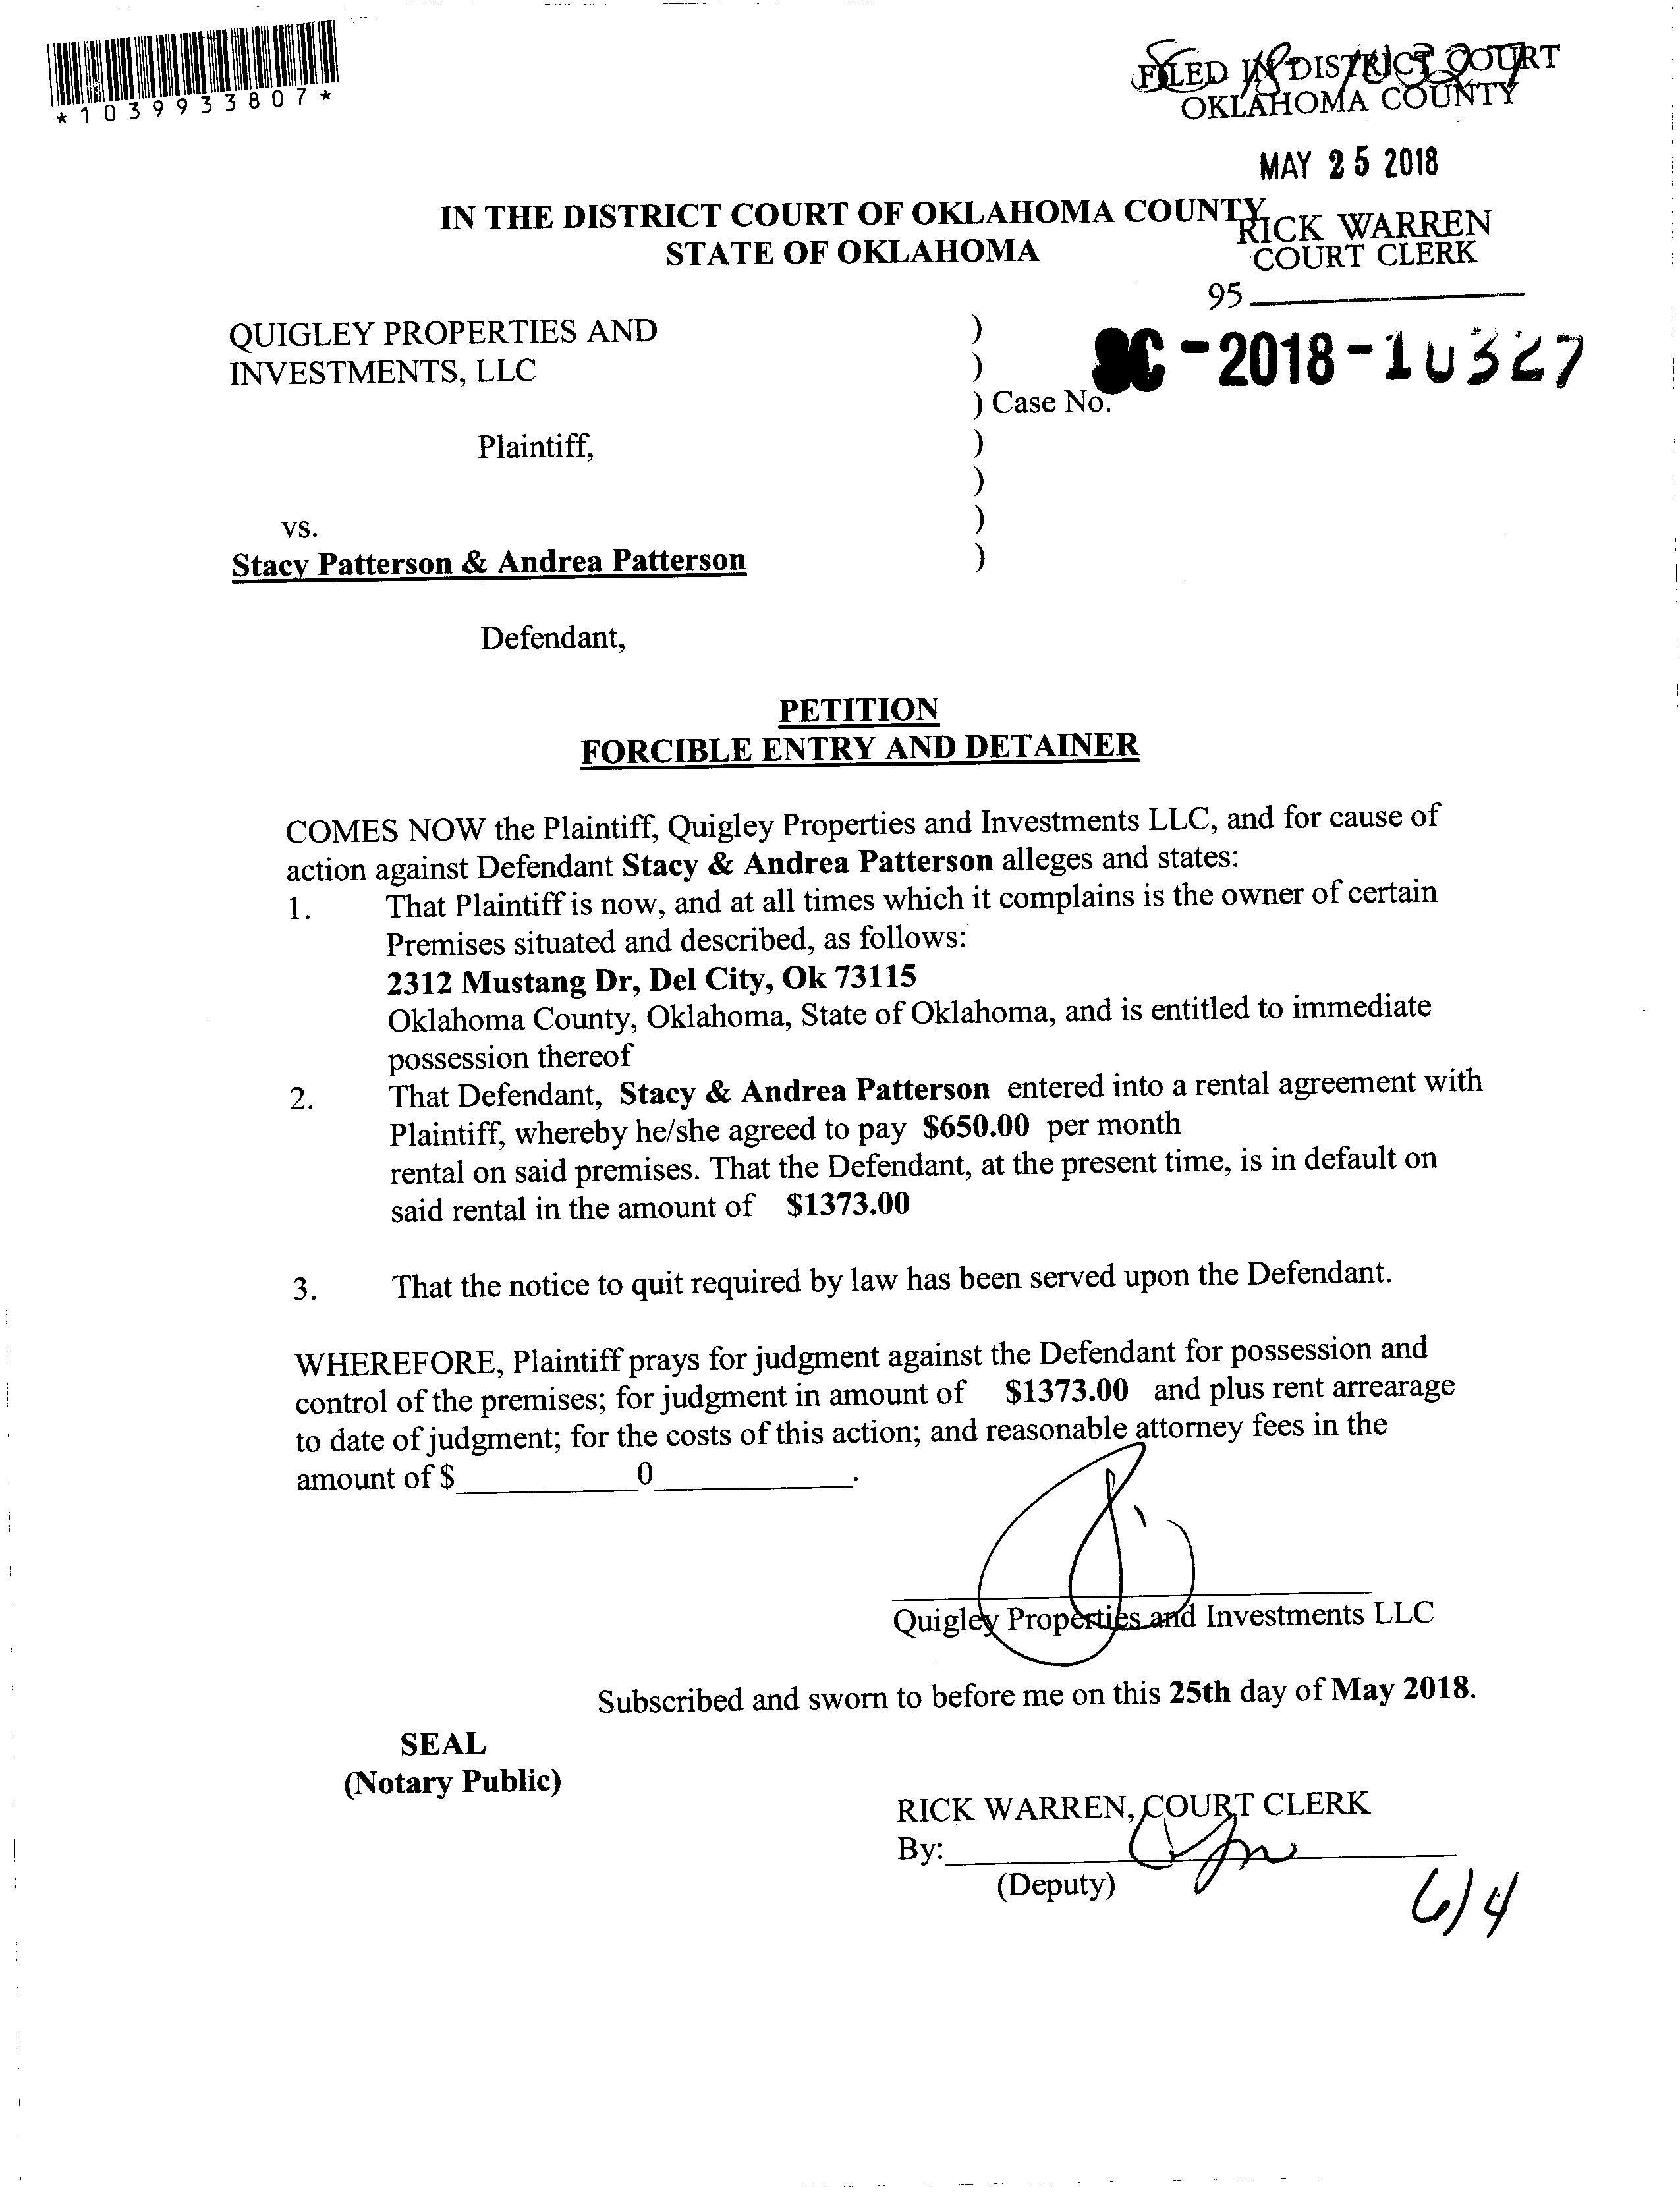 *1039933807*
SC 18 10327
FILED IN DISTRICT COURT
OKLAHOMA COUNTY
MAY 25 2018
IN THE DISTRICT COURT OF OKLAHOMA COUNTY
STATE OF OKLAHOMA
RICK WARREN
COURT CLERK
95
QUIGLEY PROPERTIES AND )
INVESTMENTS, LLC )
SC-2018-10327
) Case No.
Plaintiff, )
)
vs. )
Stacy Patterson & Andrea Patterson )
Defendant,
PETITION
FORCIBLE ENTRY AND DETAINER
COMES NOW the Plaintiff, Quigley Properties and Investments LLC, and for cause of
action against Defendant Stacy & Andrea Patterson alleges and states:
1. That Plaintiff is now, and at all times which it complains is the owner of certain
Premises situated and described, as follows:
2312 Mustang Dr, Del City, Ok 73115
Oklahoma County, Oklahoma, State of Oklahoma, and is entitled to immediate
possession thereof
2. That Defendant, Stacy & Andrea Patterson entered into a rental agreement with
Plaintiff, whereby he/she agreed to pay $650.00 per month
rental on said premises. That the Defendant, at the present time, is in default on
said rental in the amount of $1373.00
3. That the notice to quit required by law has been served upon the Defendant.
WHEREFORE, Plaintiff prays for judgment against the Defendant for possession and
control of the premises; for judgment in amount of $1373.00 and plus rent arrearage
to date of judgment; for the costs of this action; and reasonable attorney fees in the
amount of $__________0__________.
Quigley Properties and Investments LLC
Subscribed and sworn to before me on this 25th day of May 2018.
SEAL
(Notary Public)
RICK WARREN, COURT CLERK
By:
(Deputy)
6/4